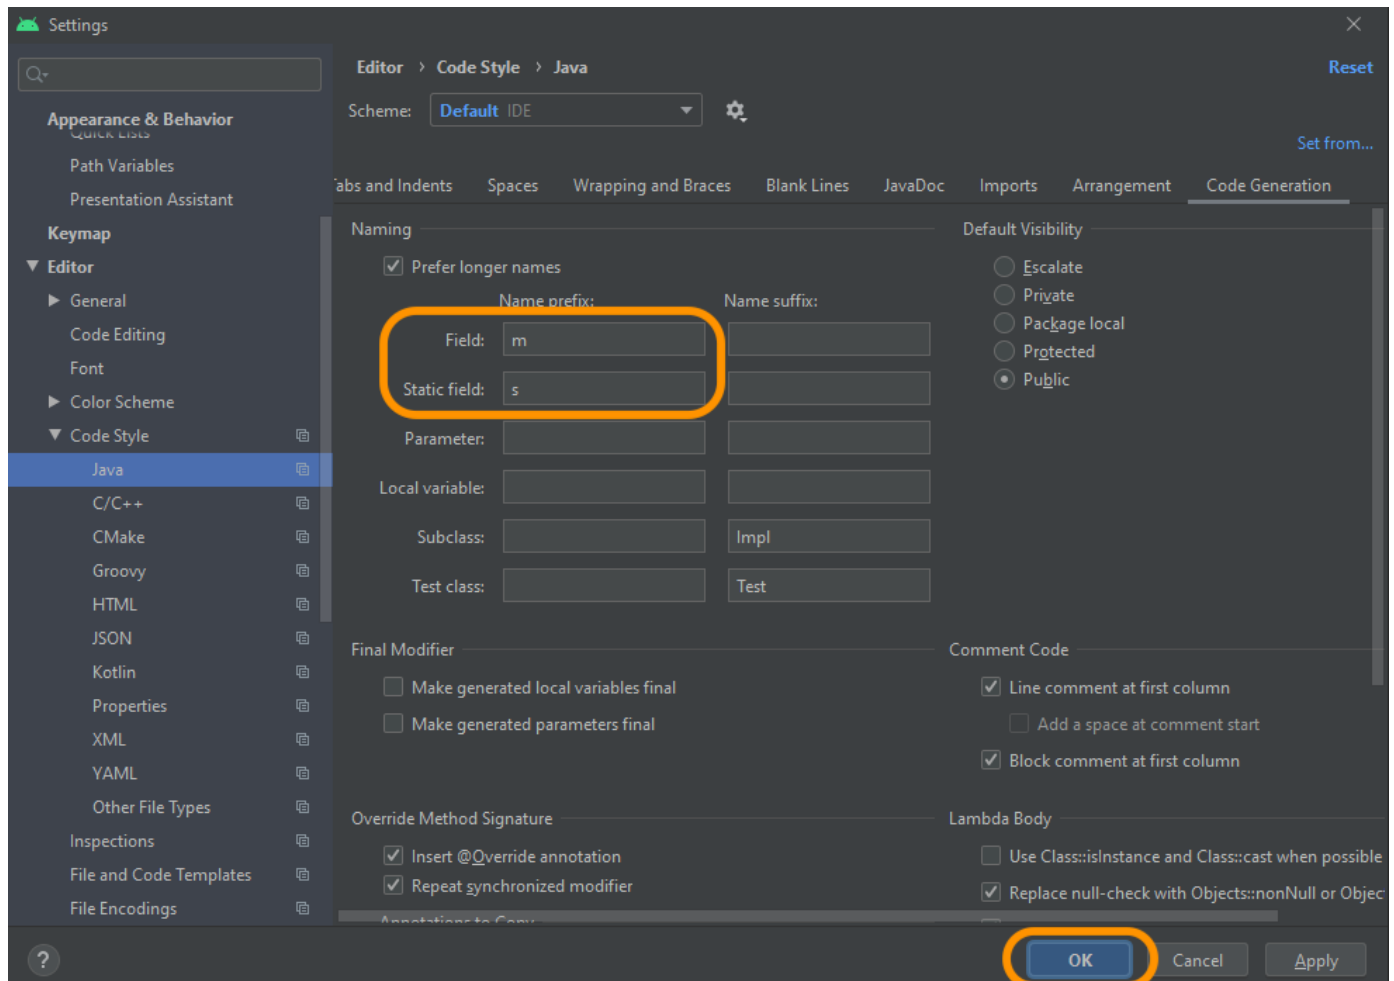 Settings
Editor › Code Style › Java
Reset
Scheme: Default IDE
Set from...
Appearance & Behavior
Quick Lists
Path Variables
Presentation Assistant
Keymap
Editor
General
Code Editing
Font
Color Scheme
Code Style
Java
C/C++
CMake
Groovy
HTML
JSON
Kotlin
Properties
XML
YAML
Other File Types
Inspections
File and Code Templates
File Encodings
abs and Indents Spaces Wrapping and Braces Blank Lines JavaDoc Imports Arrangement Code Generation
Naming
Prefer longer names
Name prefix: Name suffix:
Field: m
Static field: s
Parameter:
Local variable:
Subclass: Impl
Test class: Test
Default Visibility
Escalate
Private
Package local
Protected
Public
Final Modifier
Make generated local variables final
Make generated parameters final
Comment Code
Line comment at first column
Add a space at comment start
Block comment at first column
Override Method Signature
Insert @Override annotation
Repeat synchronized modifier
Annotations to Copy
Lambda Body
Use Class::isInstance and Class::cast when possible
Replace null-check with Objects::nonNull or Objec
?
OK Cancel Apply